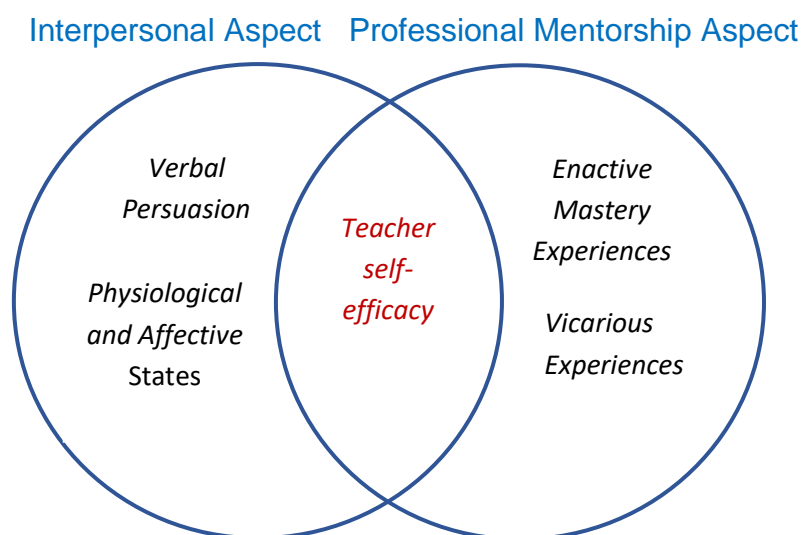 Interpersonal Aspect
Professional Mentorship Aspect
Verbal
Persuasion
Physiological
and Affective
States
Teacher
self-
efficacy
Enactive
Mastery
Experiences
Vicarious
Experiences